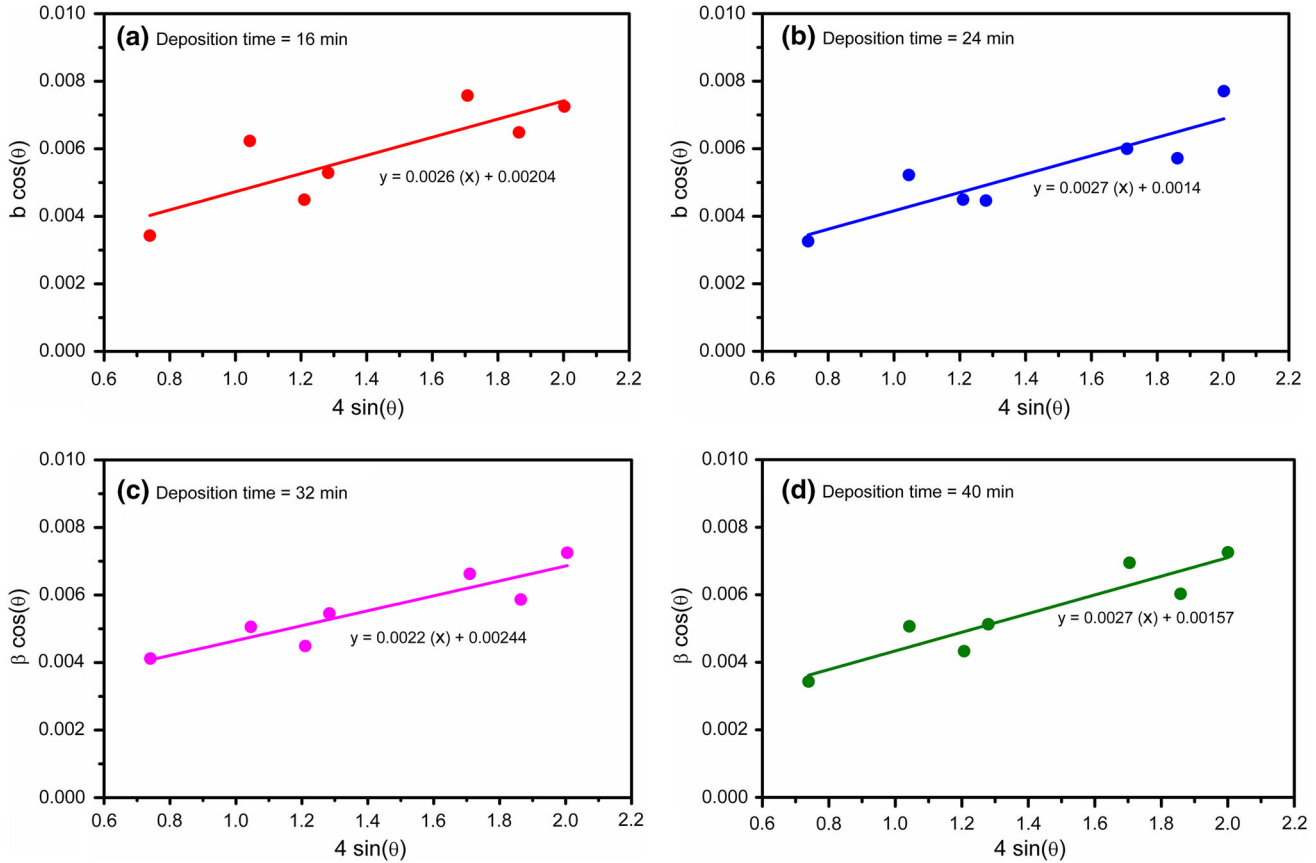 (a) Deposition time = 16 min
0.010
0.008
0.006
0.004
0.002
0.000
b cos(θ)
y = 0.0026 (x) + 0.00204
0.6 0.8 1.0 1.2 1.4 1.6 1.8 2.0 2.2
4 sin(θ)
(b) Deposition time = 24 min
0.010
0.008
0.006
0.004
0.002
0.000
b cos(θ)
y = 0.0027 (x) + 0.0014
0.6 0.8 1.0 1.2 1.4 1.6 1.8 2.0 2.2
4 sin(θ)
(c) Deposition time = 32 min
0.010
0.008
0.006
0.004
0.002
0.000
β cos(θ)
y = 0.0022 (x) + 0.00244
0.6 0.8 1.0 1.2 1.4 1.6 1.8 2.0 2.2
4 sin(θ)
(d) Deposition time = 40 min
0.010
0.008
0.006
0.004
0.002
0.000
β cos(θ)
y = 0.0027 (x) + 0.00157
0.6 0.8 1.0 1.2 1.4 1.6 1.8 2.0 2.2
4 sin(θ)